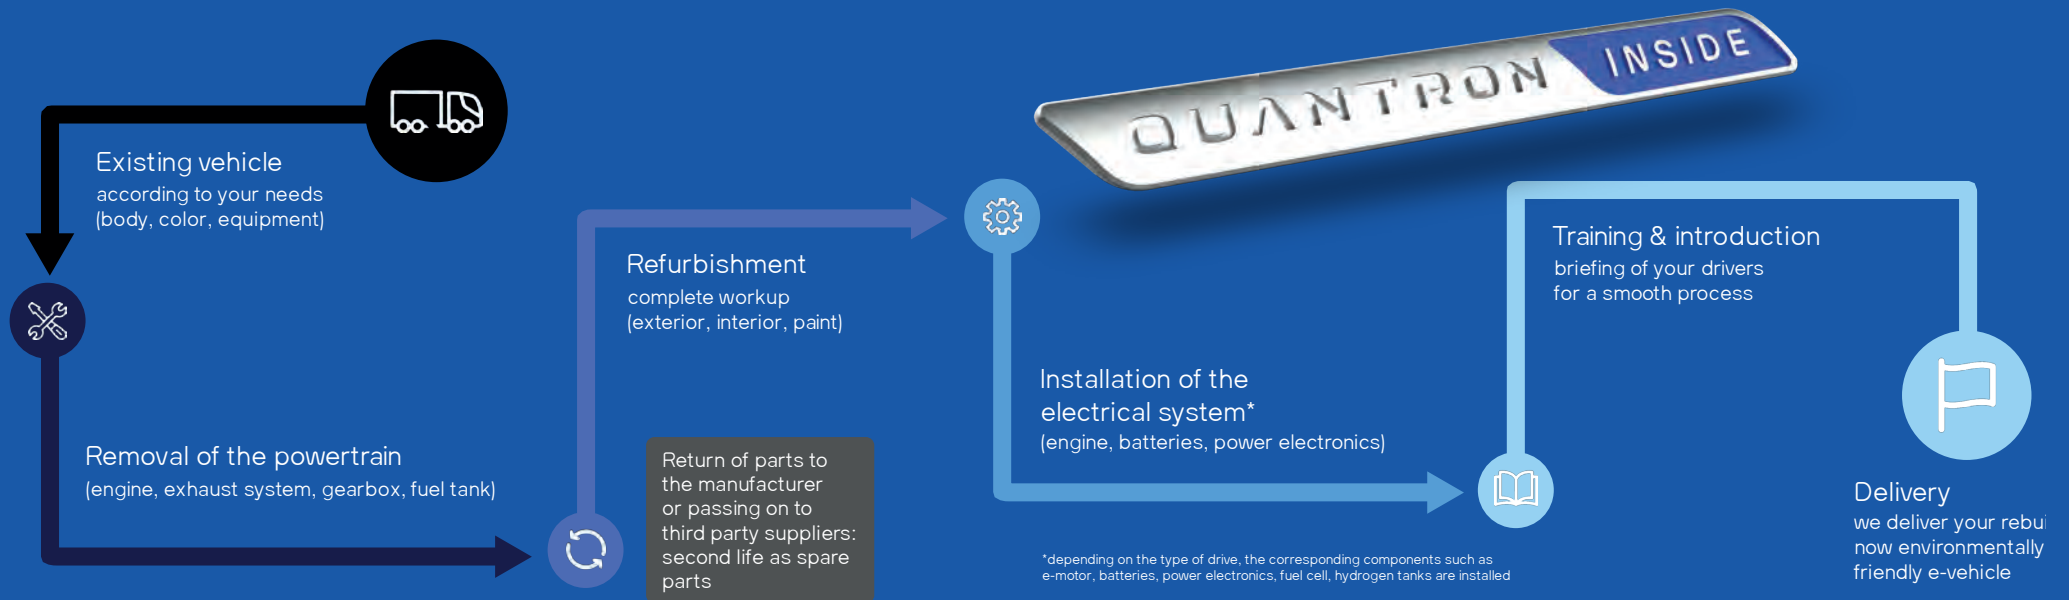 QUANTRON INSIDE
Existing vehicle
according to your needs
(body, color, equipment)
Removal of the powertrain
(engine, exhaust system, gearbox, fuel tank)
Refurbishment
complete workup
(exterior, interior, paint)
Return of parts to
the manufacturer
or passing on to
third party suppliers:
second life as spare
parts
Installation of the
electrical system*
(engine, batteries, power electronics)
*depending on the type of drive, the corresponding components such as
e-motor, batteries, power electronics, fuel cell, hydrogen tanks are installed
Training & introduction
briefing of your drivers
for a smooth process
Delivery
we deliver your
now environmentally
friendly e-vehicle